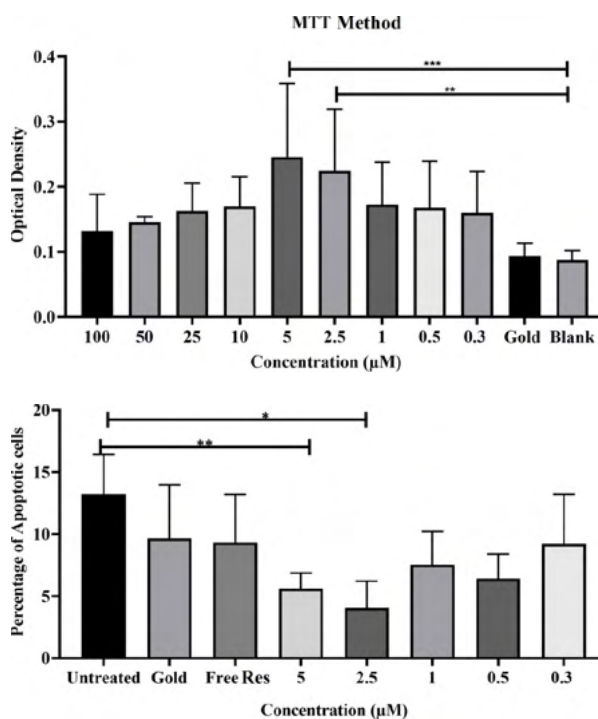 MTT Method
Optical Density
0.4
***
**
0.3
0.2
0.1
0.0
100 50 25 10 5 2.5 1 0.5 0.3 Gold Blank
Concentration (µM)
Percentage of Apoptotic cells
20
*
**
15
10
5
0
Untreated Gold Free Res 5 2.5 1 0.5 0.3
Concentration (µM)